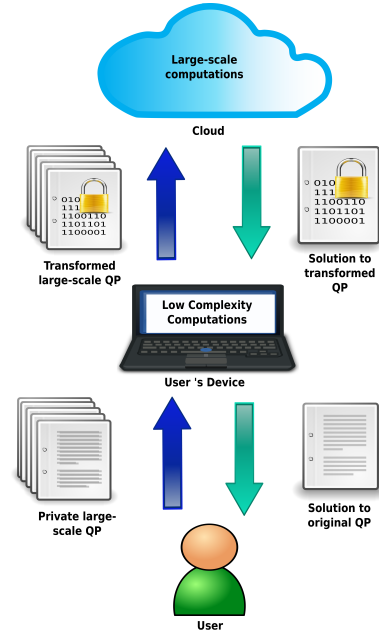 Large-scale
computations
Cloud
010
111
1100110
1101101
1100001
Transformed
large-scale QP
010
111
1100110
1101101
1100001
Solution to
transformed
QP
Low Complexity
Computations
User 's Device
Private large-
scale QP
Solution to
original QP
User